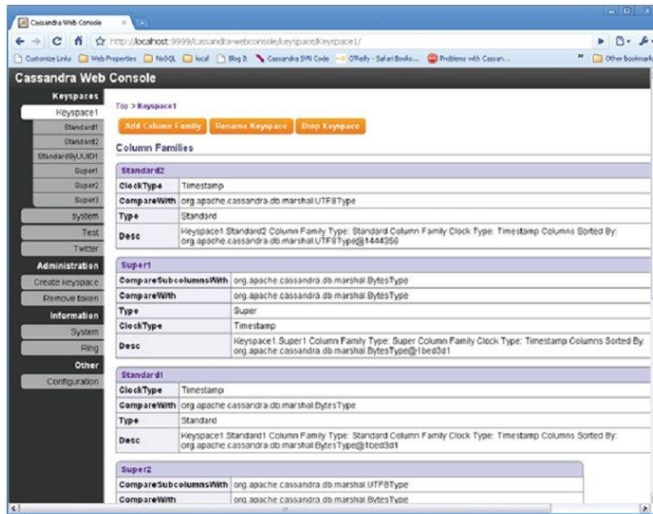 Cassandra Web Console
http://localhost:9999/cassandra-webconsole/keyspace/Keyspace1/
Customize Links Web Properties NoSQL local Blog It Cassandra SVN Code O'Reilly - Safari Books... Problems with Cassan... Other bookmark
Cassandra Web Console
Keyspaces
Keyspace1
Standard1
Standard2
StandardByUUID1
Super1
Super2
Super3
system
Test
Twitter
Administration
Create keyspace
Remove token
Information
System
Ring
Other
Configuration
Top > Keyspace1
Add Column Family Rename Keyspace Drop Keyspace
Column Families
Standard2
ClockType Timestamp
CompareWith org.apache.cassandra.db.marshal.UTF8Type
Type Standard
Desc Keyspace1.Standard2 Column Family Type: Standard Column Family Clock Type: Timestamp Columns Sorted By:
org.apache.cassandra.db.marshal.UTF8Type@1444356
Super1
CompareSubcolumnsWith org.apache.cassandra.db.marshal.BytesType
CompareWith org.apache.cassandra.db.marshal.BytesType
Type Super
ClockType Timestamp
Desc Keyspace1.Super1 Column Family Type: Super Column Family Clock Type: Timestamp Columns Sorted By:
org.apache.cassandra.db.marshal.BytesType@1bed3d1
Standard1
ClockType Timestamp
CompareWith org.apache.cassandra.db.marshal.BytesType
Type Standard
Desc Keyspace1.Standard1 Column Family Type: Standard Column Family Clock Type: Timestamp Columns Sorted By:
org.apache.cassandra.db.marshal.BytesType@1bed3d1
Super2
CompareSubcolumnsWith org.apache.cassandra.db.marshal.UTF8Type
CompareWith org.apache.cassandra.db.marshal.BytesType